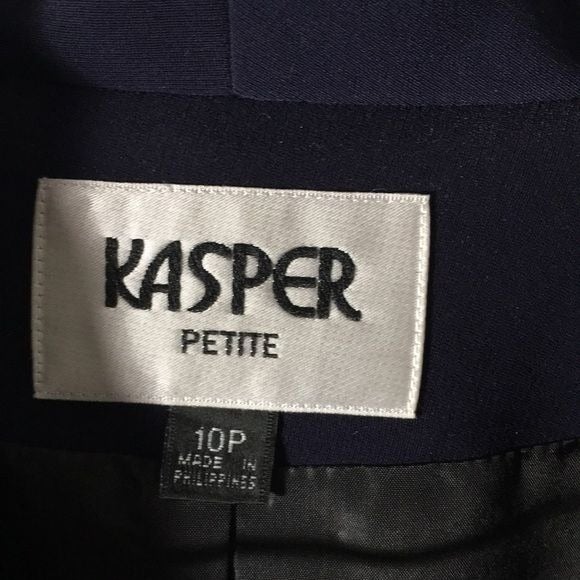 KASPER
PETITE
10P
MADE IN
PHILIPPINES